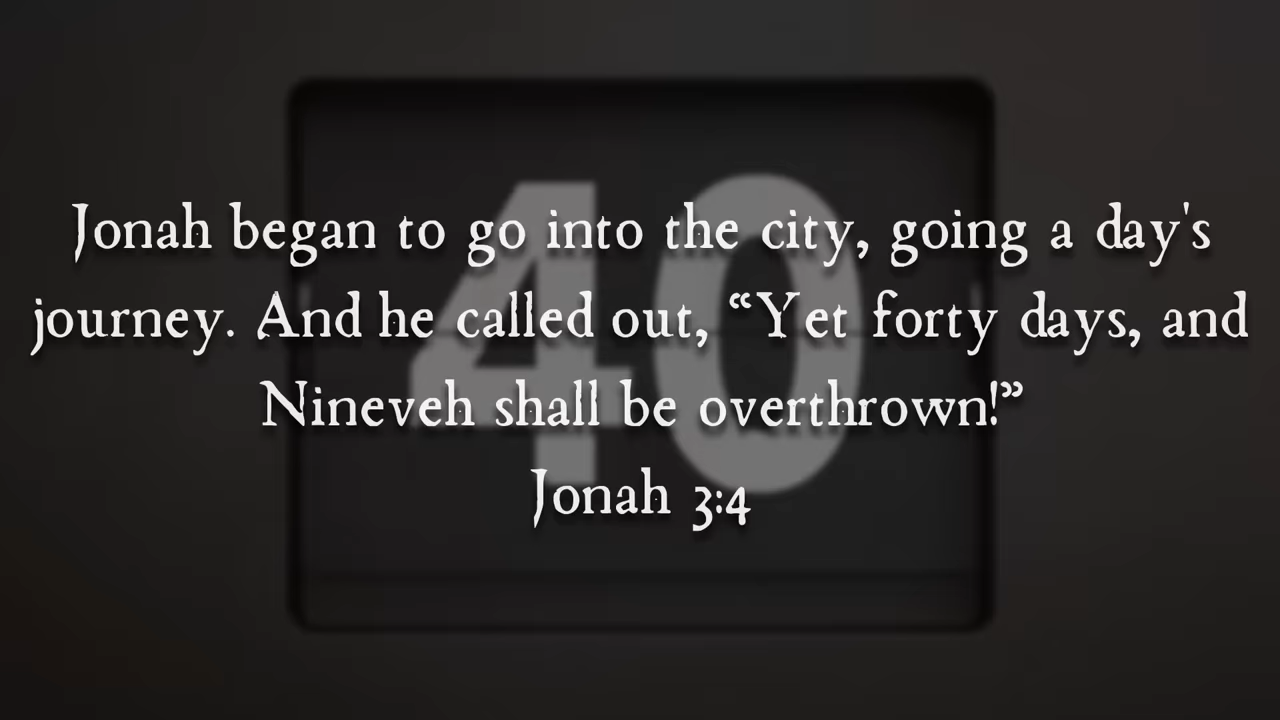 40
Jonah began to go into the city, going a day's
journey. And he called out, “Yet forty days, and
Nineveh shall be overthrown!”
Jonah 3:4